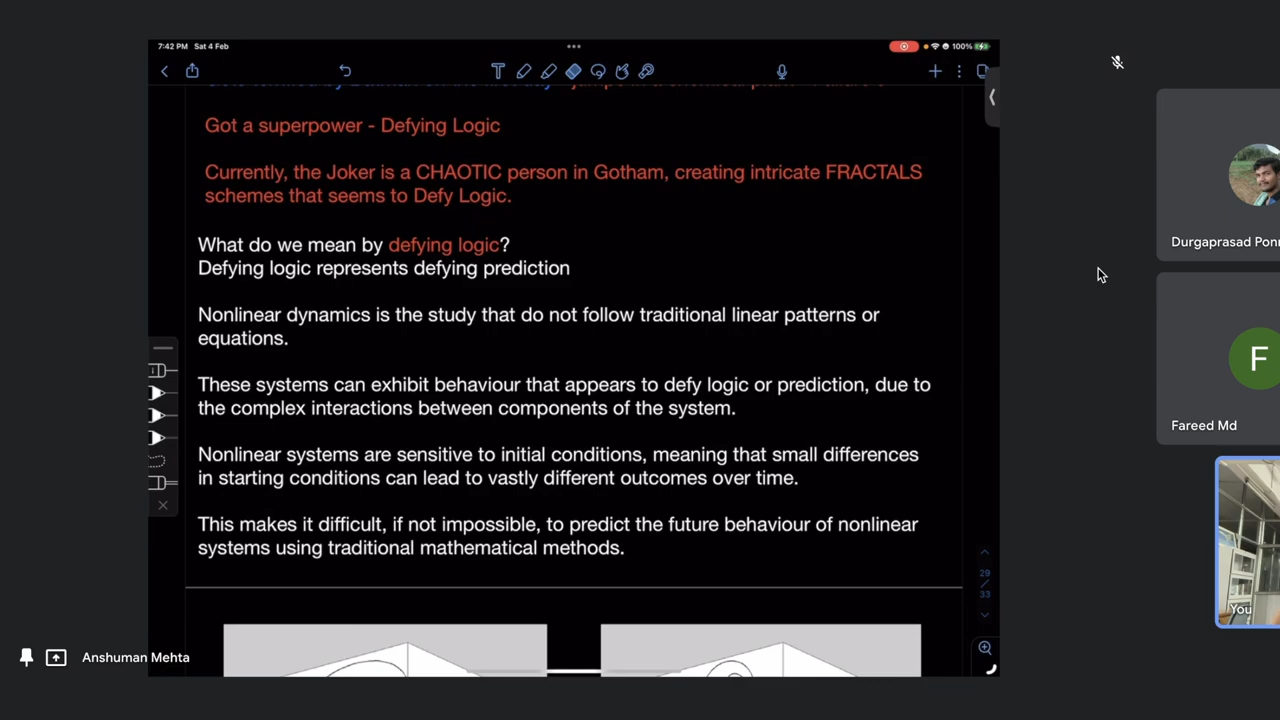 7:42 PM Sat 4 Feb
100%
Got a superpower - Defying Logic
Currently, the Joker is a CHAOTIC person in Gotham, creating intricate FRACTALS
schemes that seems to Defy Logic.
What do we mean by defying logic?
Defying logic represents defying prediction
Nonlinear dynamics is the study that do not follow traditional linear patterns or
equations.
These systems can exhibit behaviour that appears to defy logic or prediction, due to
the complex interactions between components of the system.
Nonlinear systems are sensitive to initial conditions, meaning that small differences
in starting conditions can lead to vastly different outcomes over time.
This makes it difficult, if not impossible, to predict the future behaviour of nonlinear
systems using traditional mathematical methods.
29
/
33
Durgaprasad
F
Fareed Md
You
Anshuman Mehta